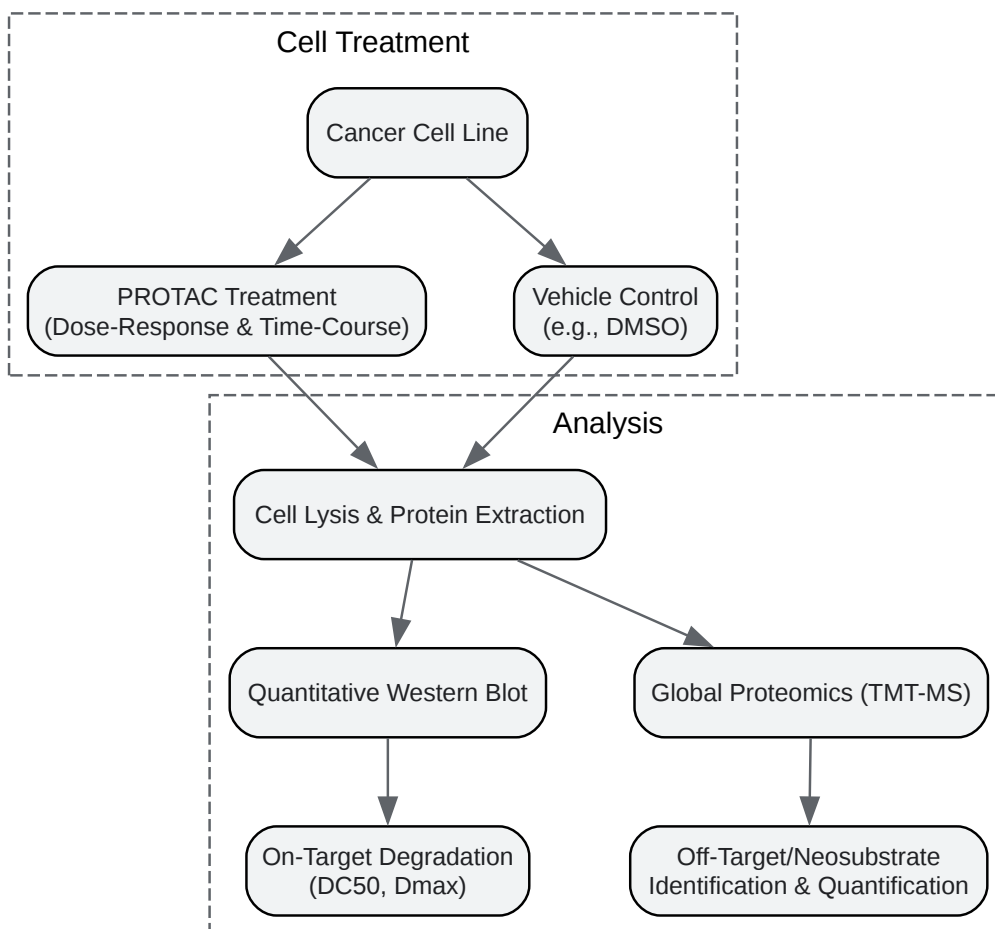 Cell Treatment
Cancer Cell Line
PROTAC Treatment
(Dose-Response & Time-Course)
Vehicle Control
(e.g., DMSO)
Analysis
Cell Lysis & Protein Extraction
Quantitative Western Blot
Global Proteomics (TMT-MS)
On-Target Degradation
(DC50, Dmax)
Off-Target/Neosubstrate
Identification & Quantification